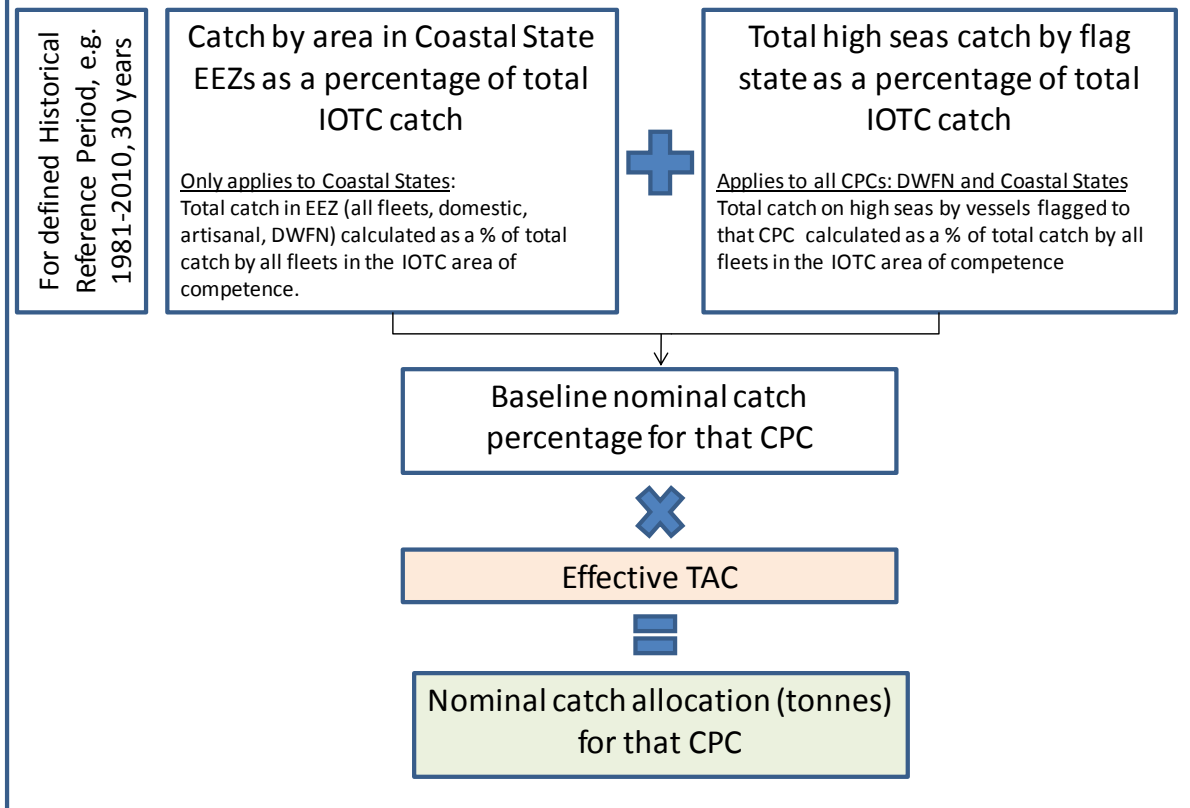 For defined Historical
Reference Period, e.g.
1981-2010, 30 years
Catch by area in Coastal State
EEZs as a percentage of total
IOTC catch
Only applies to Coastal States:
Total catch in EEZ (all fleets, domestic,
artisanal, DWFN) calculated as a % of total
catch by all fleets in the IOTC area of
competence.
Total high seas catch by flag
state as a percentage of total
IOTC catch
Applies to all CPCs: DWFN and Coastal States
Total catch on high seas by vessels flagged to
that CPC calculated as a % of total catch by all
fleets in the IOTC area of competence
Baseline nominal catch
percentage for that CPC
Effective TAC
Nominal catch allocation (tonnes)
for that CPC